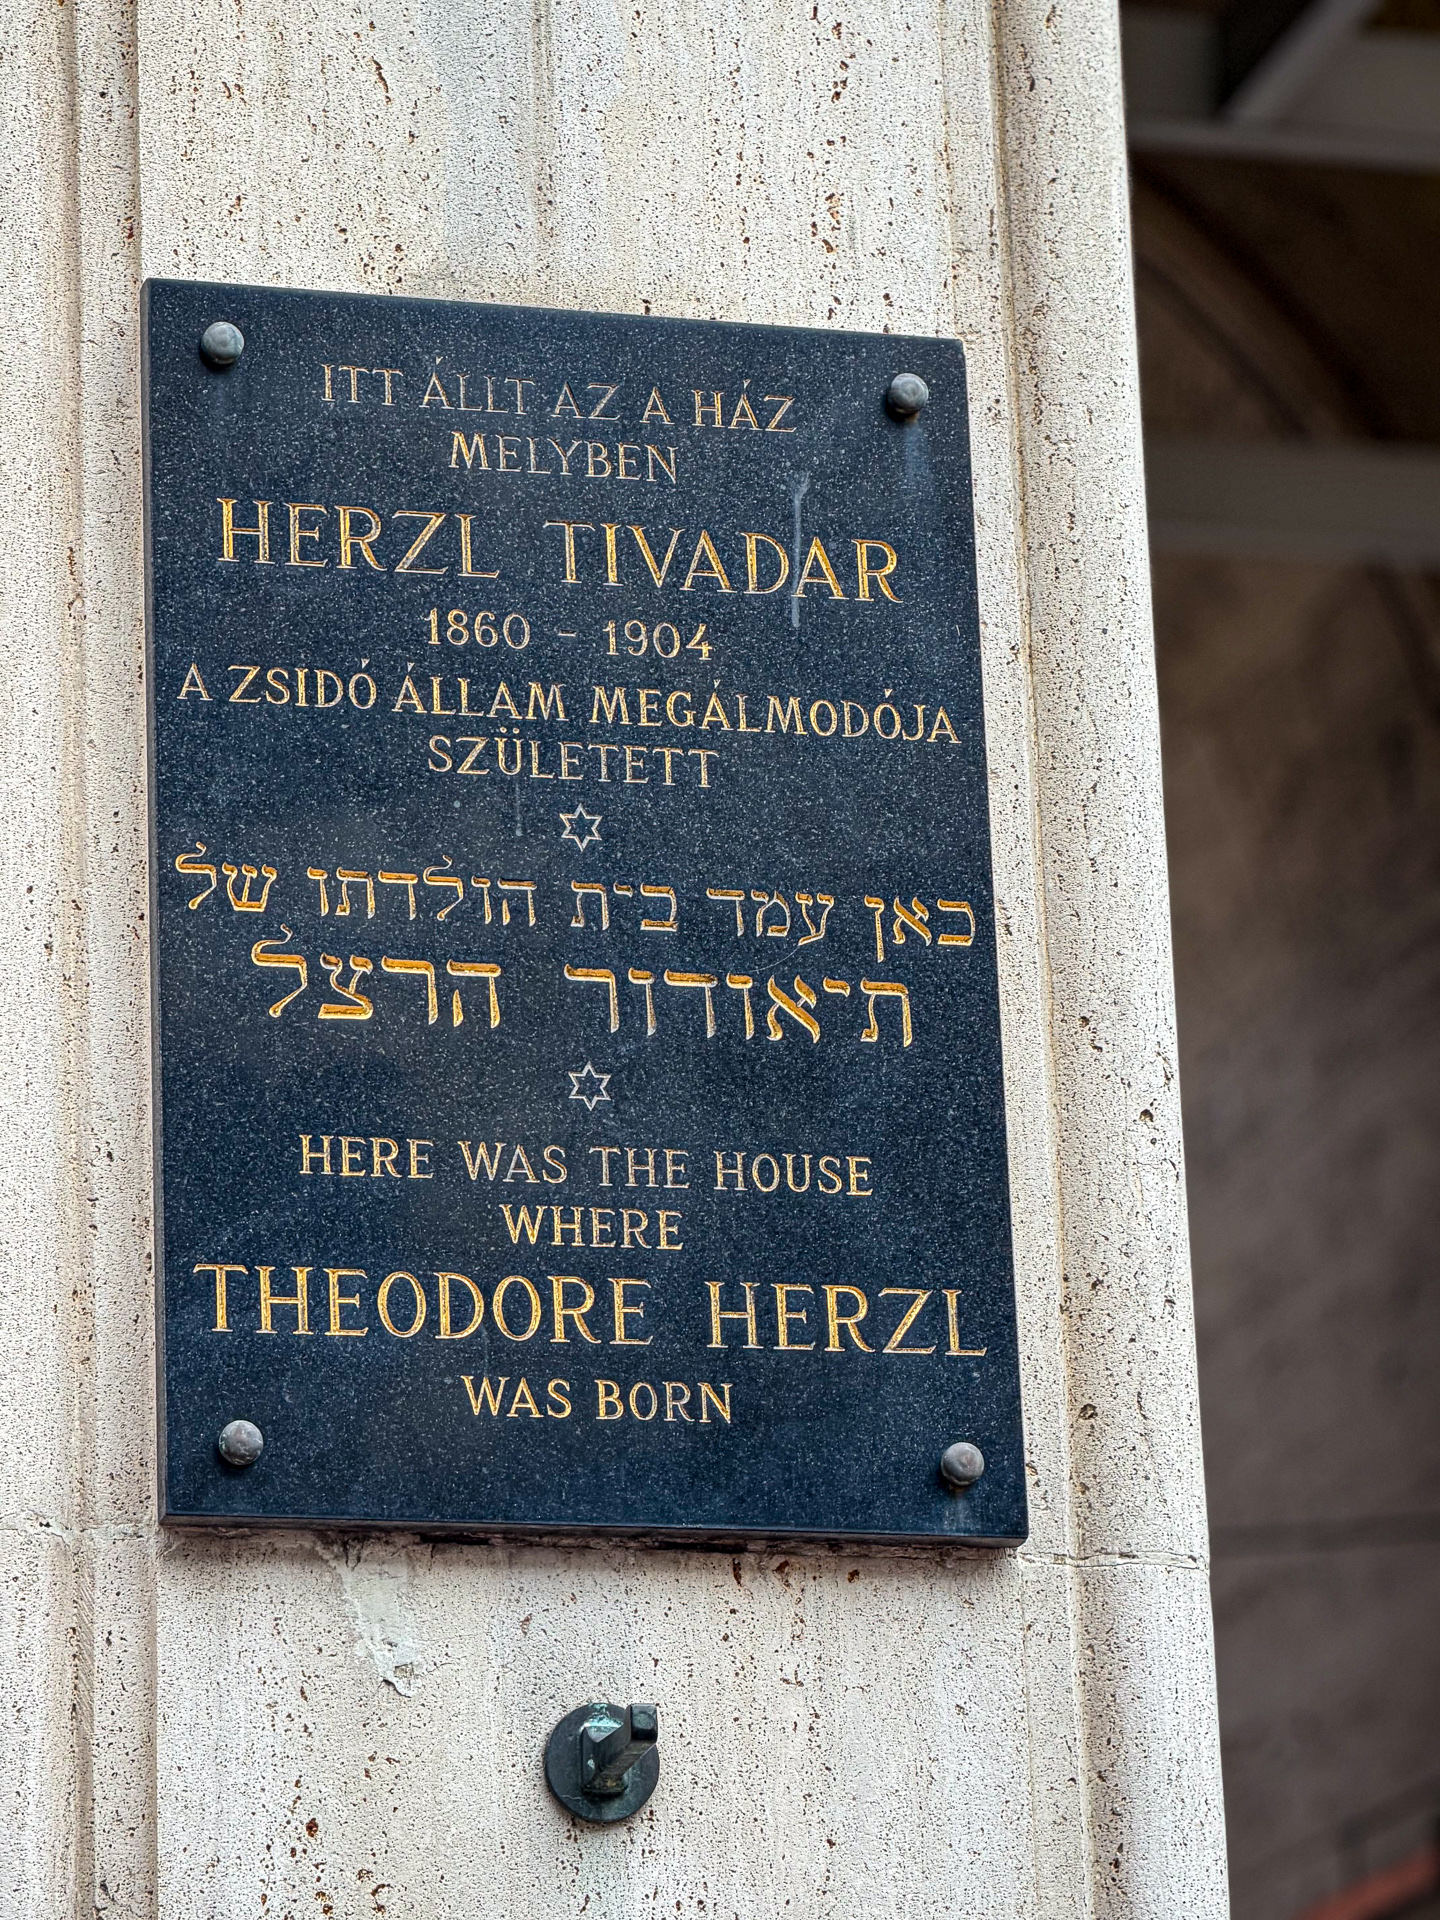 ITT ÁLLT AZ A HÁZ
MELYBEN
HERZL TIVADAR
1860 - 1904
A ZSIDÓ ÁLLAM MEGÁLMODÓJA
SZÜLETETT
כאן עמד בית הולדתו של
תיאודור הרצל
HERE WAS THE HOUSE
WHERE
THEODORE HERZL
WAS BORN